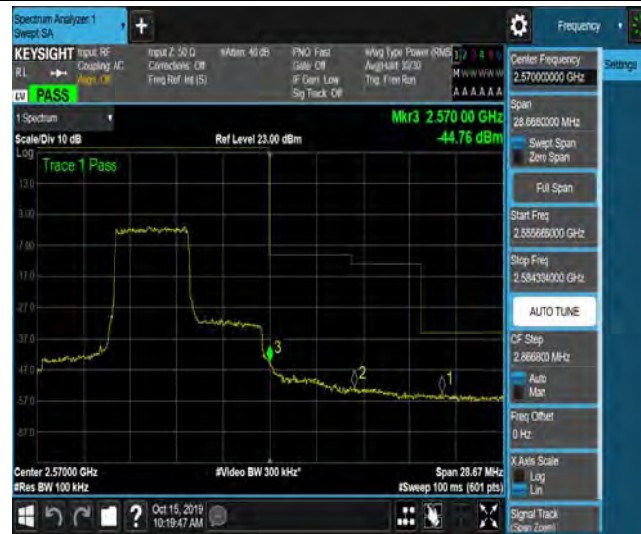 Spectrum Analyzer 1
Swept SA
+
Frequency
KEYSIGHT
Input: RF
Coupling: AC
Align: Off
Input Z: 50 Ω
Corrections: Off
Freq Ref: Int (S)
#Atten: 40 dB
PNO: Fast
Gate: Off
IF Gain: Low
Sig Track: Off
#Avg Type: Power (RMS)
Avg|Hold: 30/30
Trig: Free Run
M W W W W W
A A A A A A
RL
LV PASS
1 Spectrum
Scale/Div 10 dB
Ref Level 23.00 dBm
Mkr3 2.570 00 GHz
-44.76 dBm
Log
Trace 1 Pass
13.0
3.00
-7.00
-17.0
-27.0
-37.0
-47.0
-57.0
-67.0
3
2
1
Center 2.57000 GHz
#Res BW 100 kHz
#Video BW 300 kHz*
Span 28.67 MHz
#Sweep 100 ms (601 pts)
Center Frequency
2.570000000 GHz
Settings
Span
28.6680000 MHz
Swept Span
Zero Span
Full Span
Start Freq
2.555666000 GHz
Stop Freq
2.584334000 GHz
AUTO TUNE
CF Step
2.866800 MHz
Auto
Man
Freq Offset
0 Hz
X Axis Scale
Log
Lin
Signal Track
(Span Zoom)
?
Oct 15, 2019
10:19:47 AM